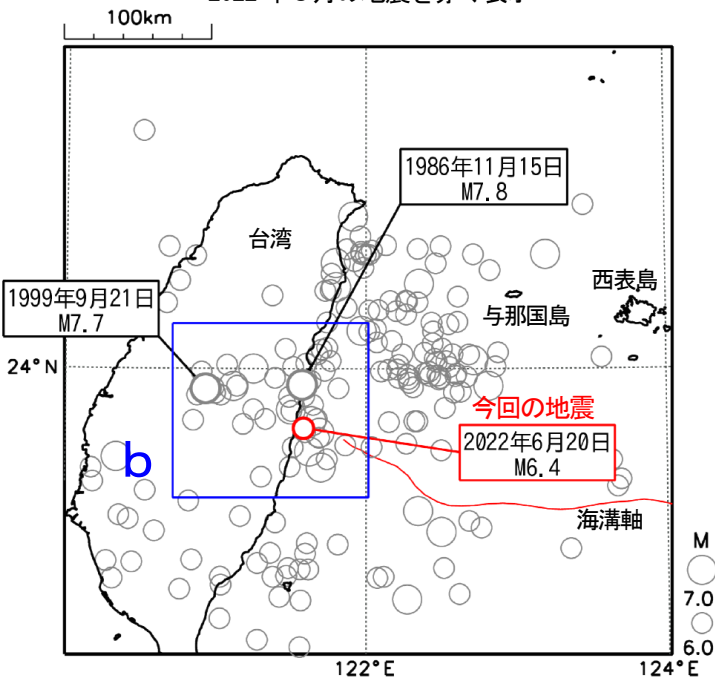 100km
1986年11月15日
M7.8
台湾
西表島
1999年9月21日
M7.7
与那国島
24°N
今回の地震
2022年6月20日
M6.4
b
海溝軸
M
7.0
6.0
122°E
124°E